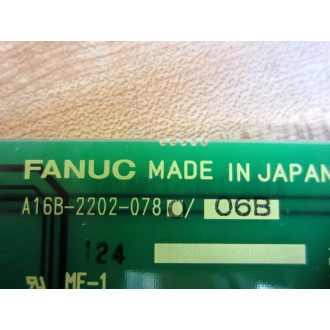 FANUC MADE IN JAPAN
A16B-2202-078▯/ 06B
124
MF-1